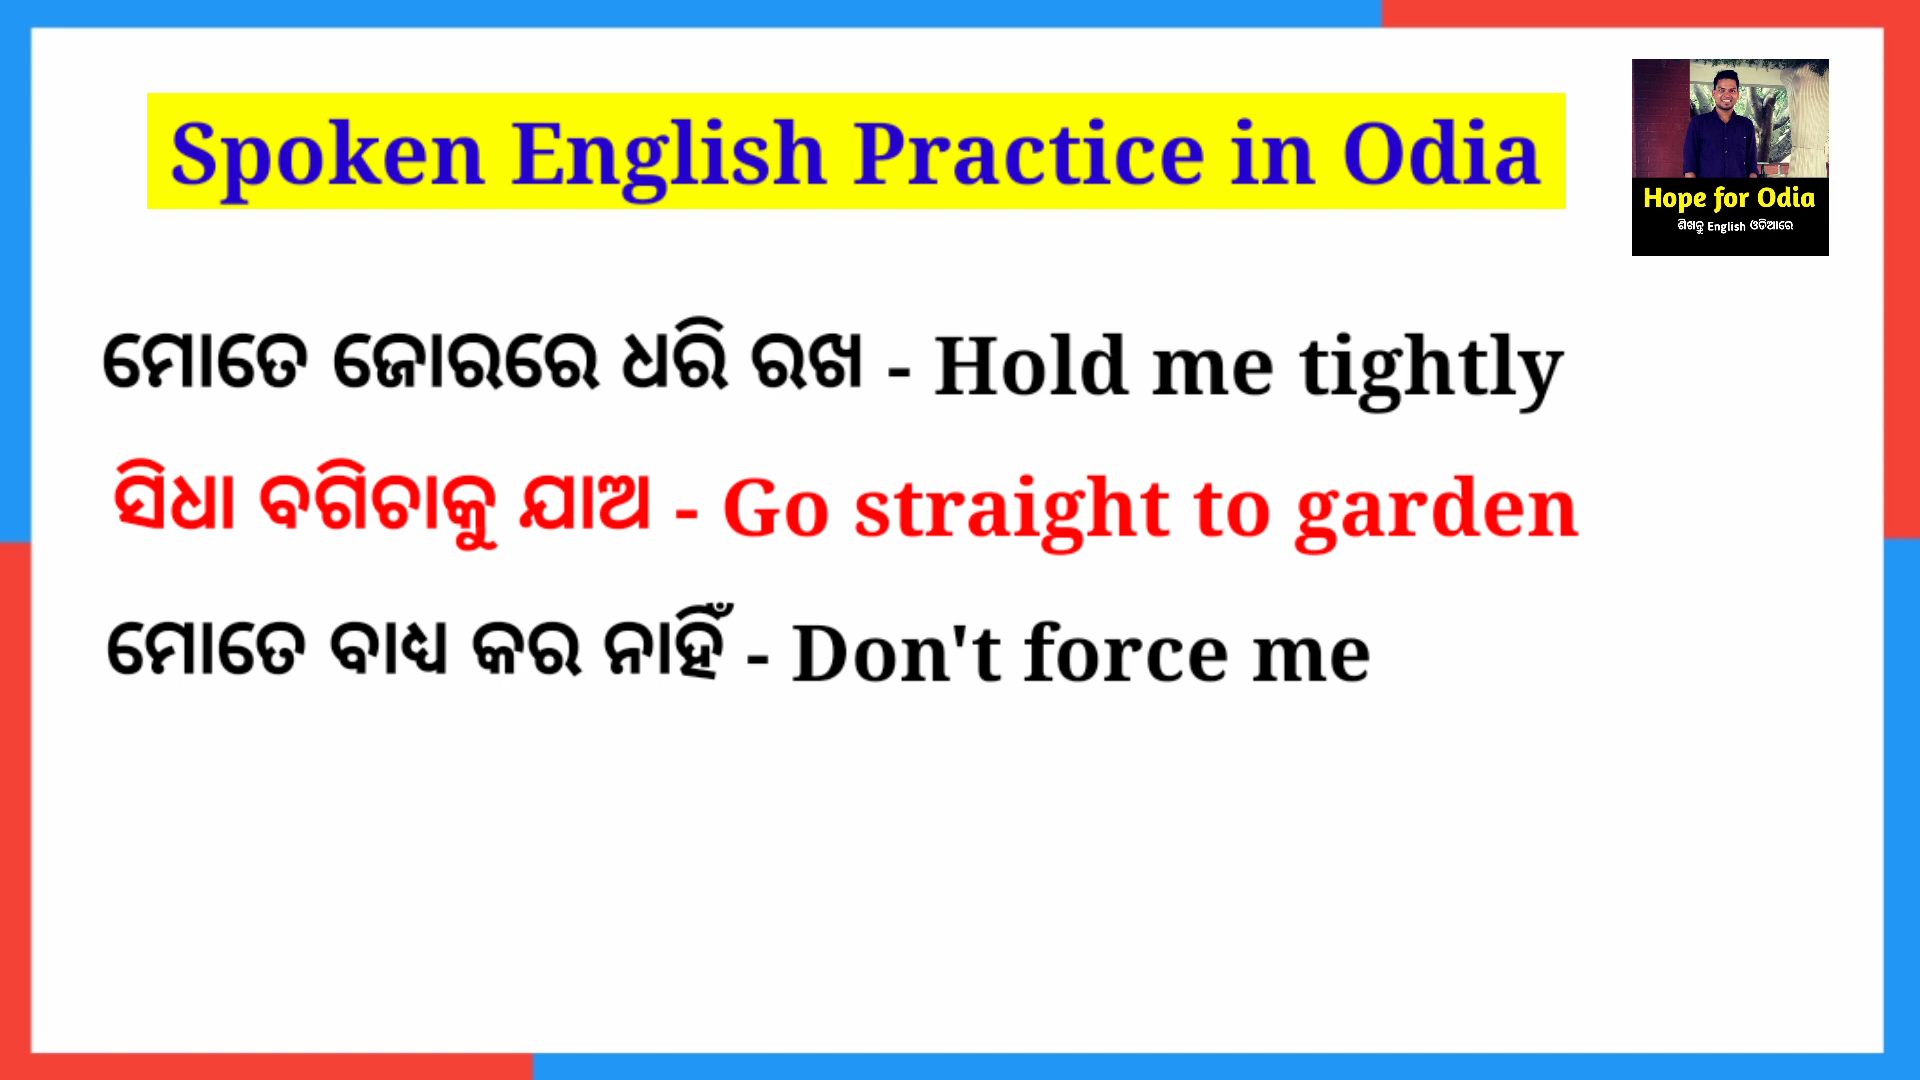 Spoken English Practice in Odia
Hope for Odia
ଶିଖନ୍ତୁ English ଓଡିଆରେ
ମୋତେ ଜୋରରେ ଧରି ରଖ - Hold me tightly
ସିଧା ବଗିଚାକୁ ଯାଅ - Go straight to garden
ମୋତେ ବାଧ୍ୟ କର ନାହିଁ - Don't force me